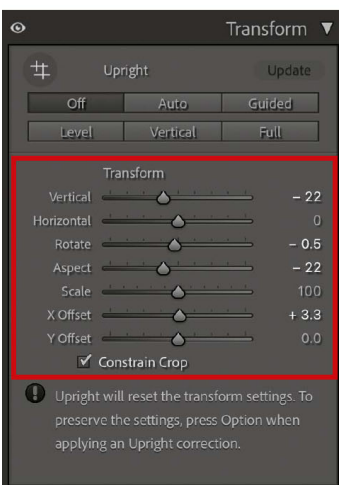 Transform ▼
Upright Update
Off Auto Guided
Level Vertical Full
Transform
Vertical – 22
Horizontal 0
Rotate – 0.5
Aspect – 22
Scale 100
X Offset + 3.3
Y Offset 0.0
Constrain Crop
Upright will reset the transform settings. To
preserve the settings, press Option when
applying an Upright correction.